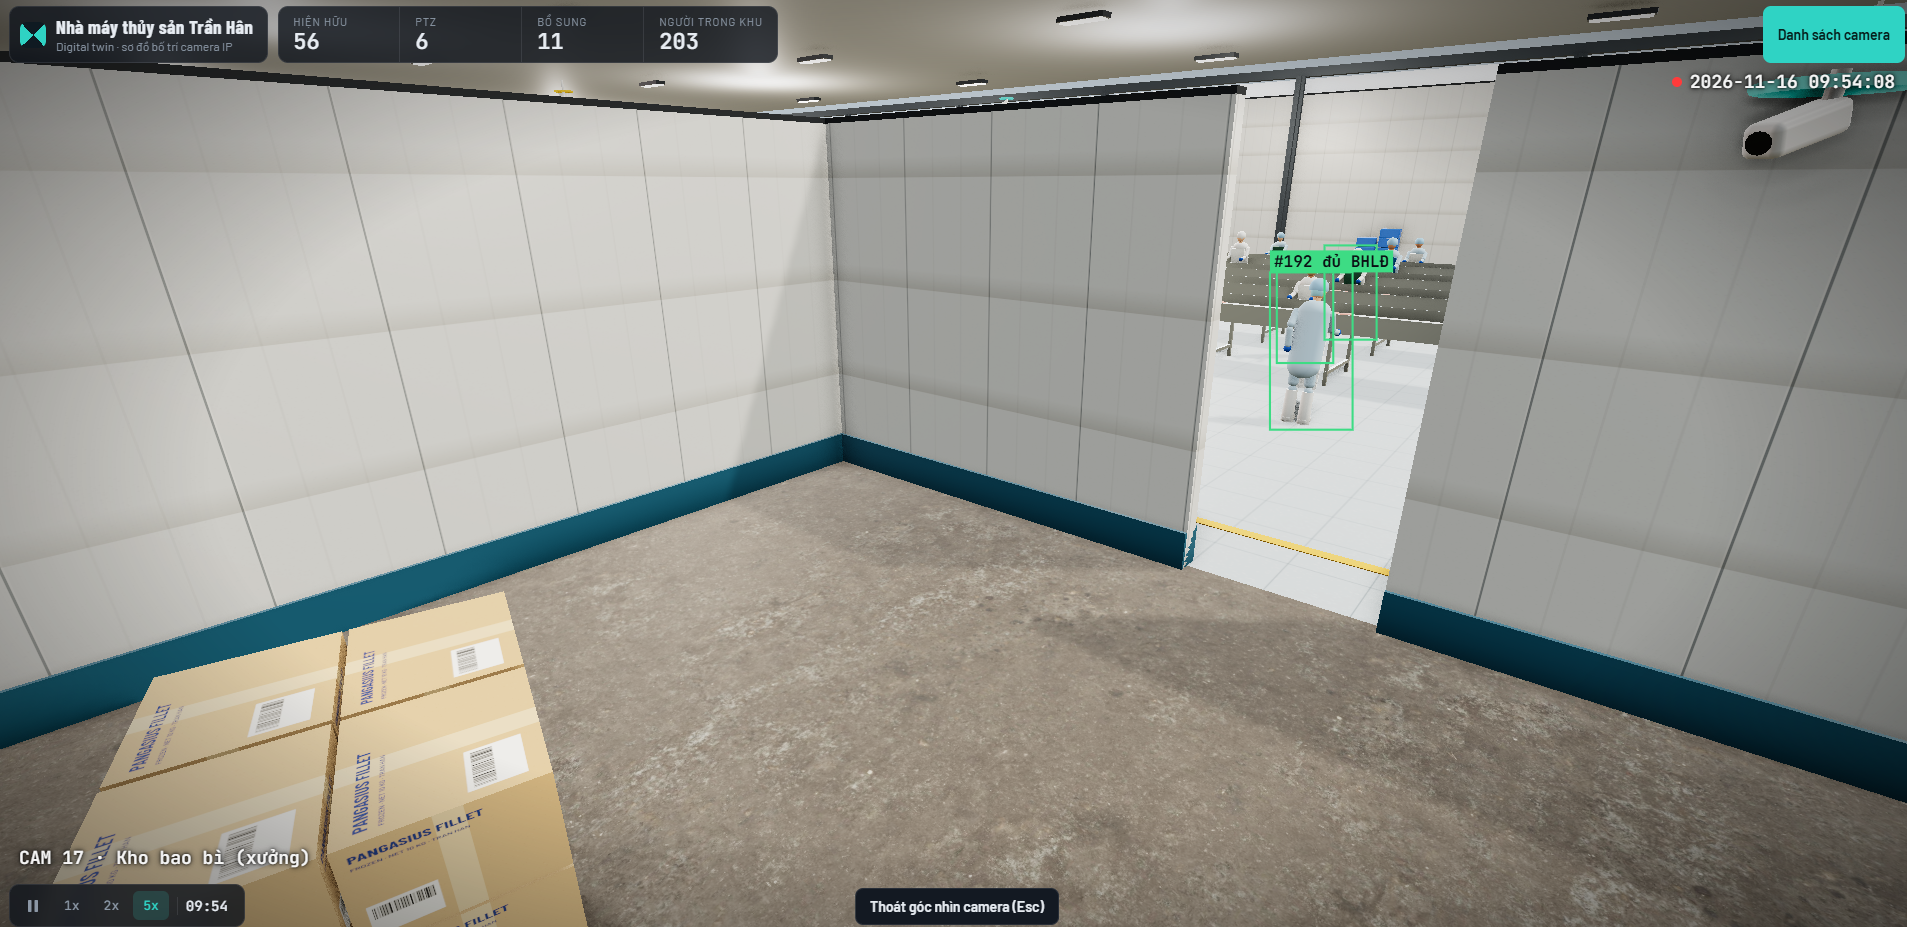 Nhà máy thủy sản Trần Hân
Digital twin · sơ đồ bố trí camera IP
HIỆN HỮU
56
PTZ
6
BỔ SUNG
11
NGƯỜI TRONG KHU
203
Danh sách camera
2026-11-16 09:54:08
#192 đủ BHLĐ
PANGASIUS FILLET
PANGASIUS FILLET
PANGASIUS FILLET
PANGASIUS FILLET
FILLET
CAM 17 · Kho bao bì (xưởng)
1x
2x
5x
09:54
Thoát góc nhìn camera (Esc)